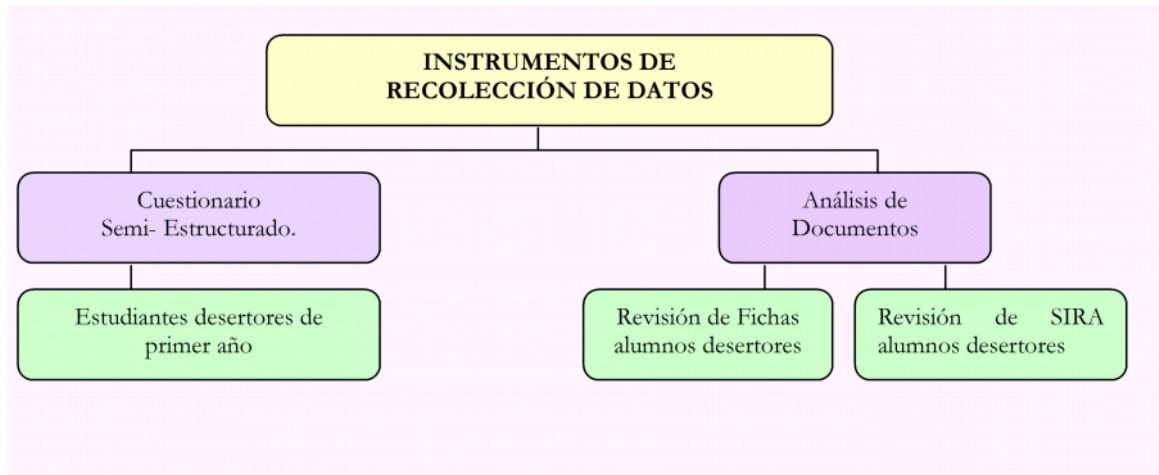 INSTRUMENTOS DE
RECOLECCIÓN DE DATOS
Cuestionario
Semi- Estructurado.
Análisis de
Documentos
Estudiantes desertores de
primer año
Revisión de Fichas
alumnos desertores
Revisión de SIRA
alumnos desertores